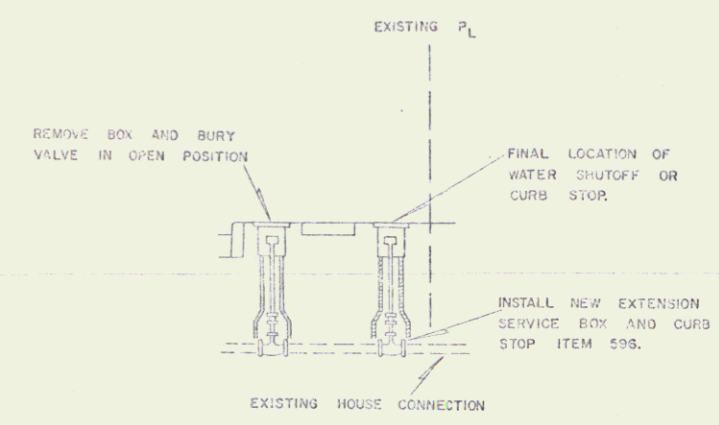 EXISTING PL
REMOVE BOX AND BURY
VALVE IN OPEN POSITION
FINAL LOCATION OF
WATER SHUTOFF OR
CURB STOP.
INSTALL NEW EXTENSION
SERVICE BOX AND CURB
STOP ITEM 596.
EXISTING HOUSE CONNECTION